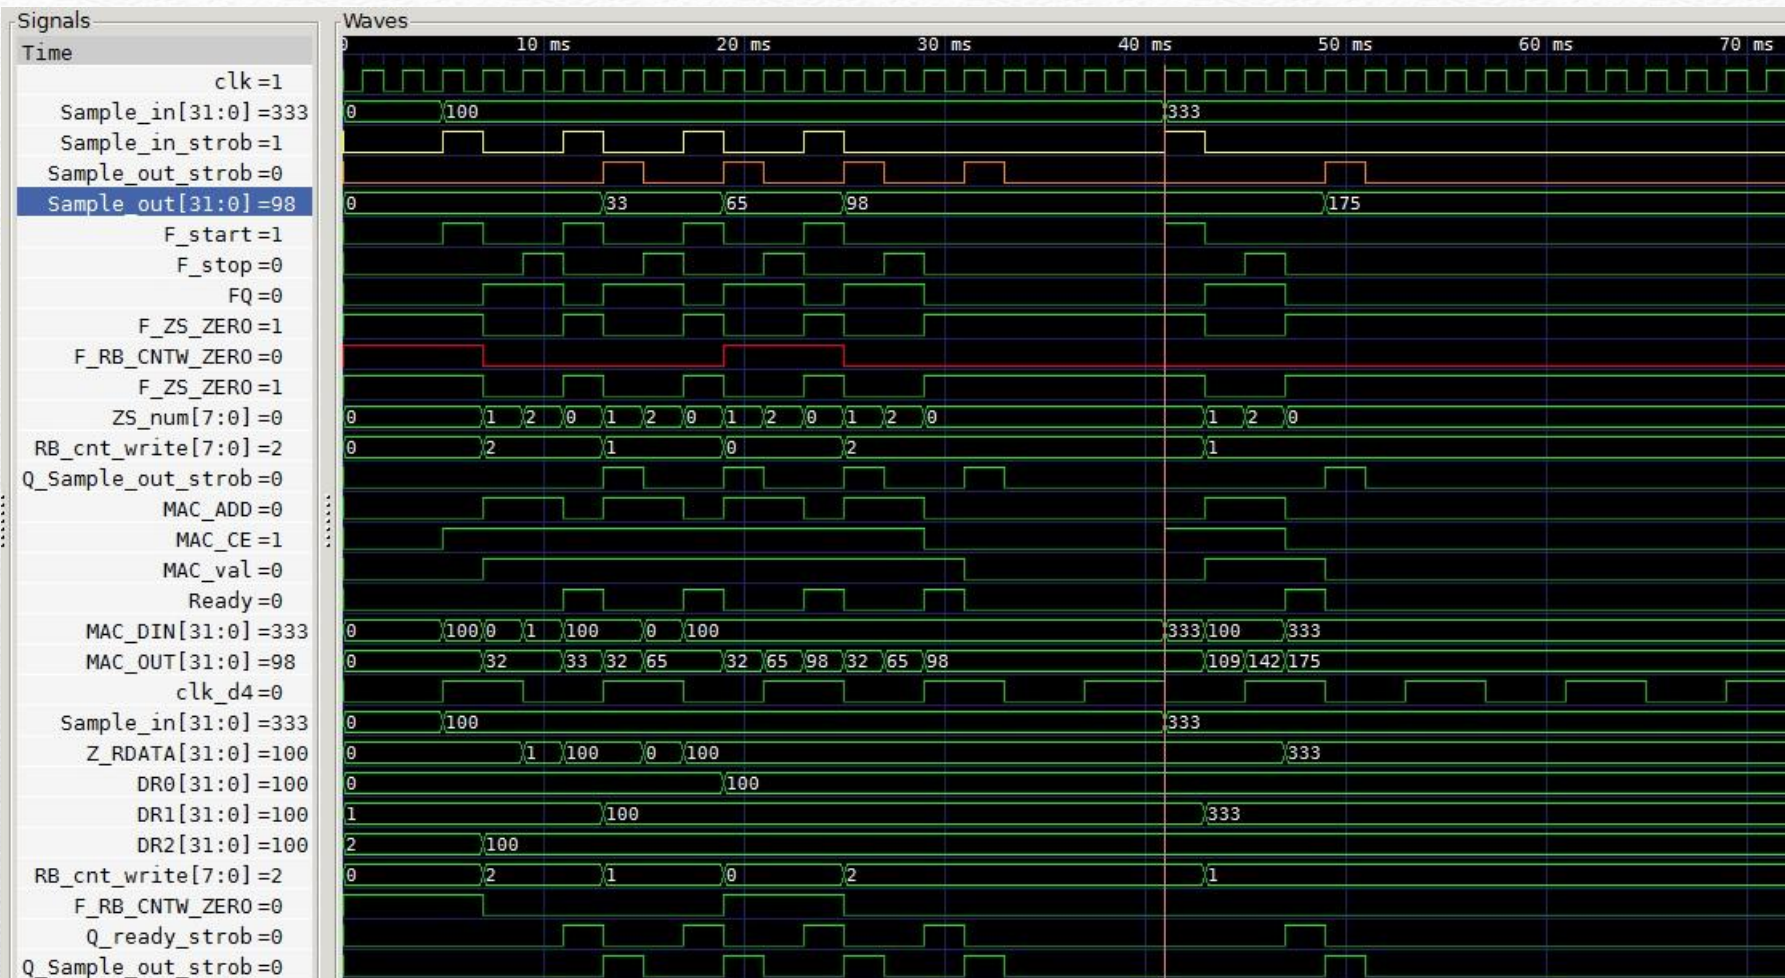 Signals Waves
Time 0 10 ms 20 ms 30 ms 40 ms 50 ms 60 ms 70 ms
clk =1
Sample_in[31:0] =333 0 100 333
Sample_in_strob =1
Sample_out_strob =0
Sample_out[31:0] =98 0 33 65 98 175
F_start =1
F_stop =0
FQ =0
F_ZS_ZERO =1
F_RB_CNTW_ZERO =0
F_ZS_ZERO =1
ZS_num[7:0] =0 0 1 2 0 1 2 0 1 2 0 1 2 0 1 2 0
RB_cnt_write[7:0] =2 0 2 1 0 2 1
Q_Sample_out_strob =0
MAC_ADD =0
MAC_CE =1
MAC_val =0
Ready =0
MAC_DIN[31:0] =333 0 100 0 1 100 0 100 333 100 333
MAC_OUT[31:0] =98 0 32 33 32 65 32 65 98 32 65 98 109 142 175
clk_d4 =0
Sample_in[31:0] =333 0 100 333
Z_RDATA[31:0] =100 0 1 100 0 100 333
DR0[31:0] =100 0 100
DR1[31:0] =100 1 100 333
DR2[31:0] =100 2 100
RB_cnt_write[7:0] =2 0 2 1 0 2 1
F_RB_CNTW_ZERO =0
Q_ready_strob =0
Q_Sample_out_strob =0